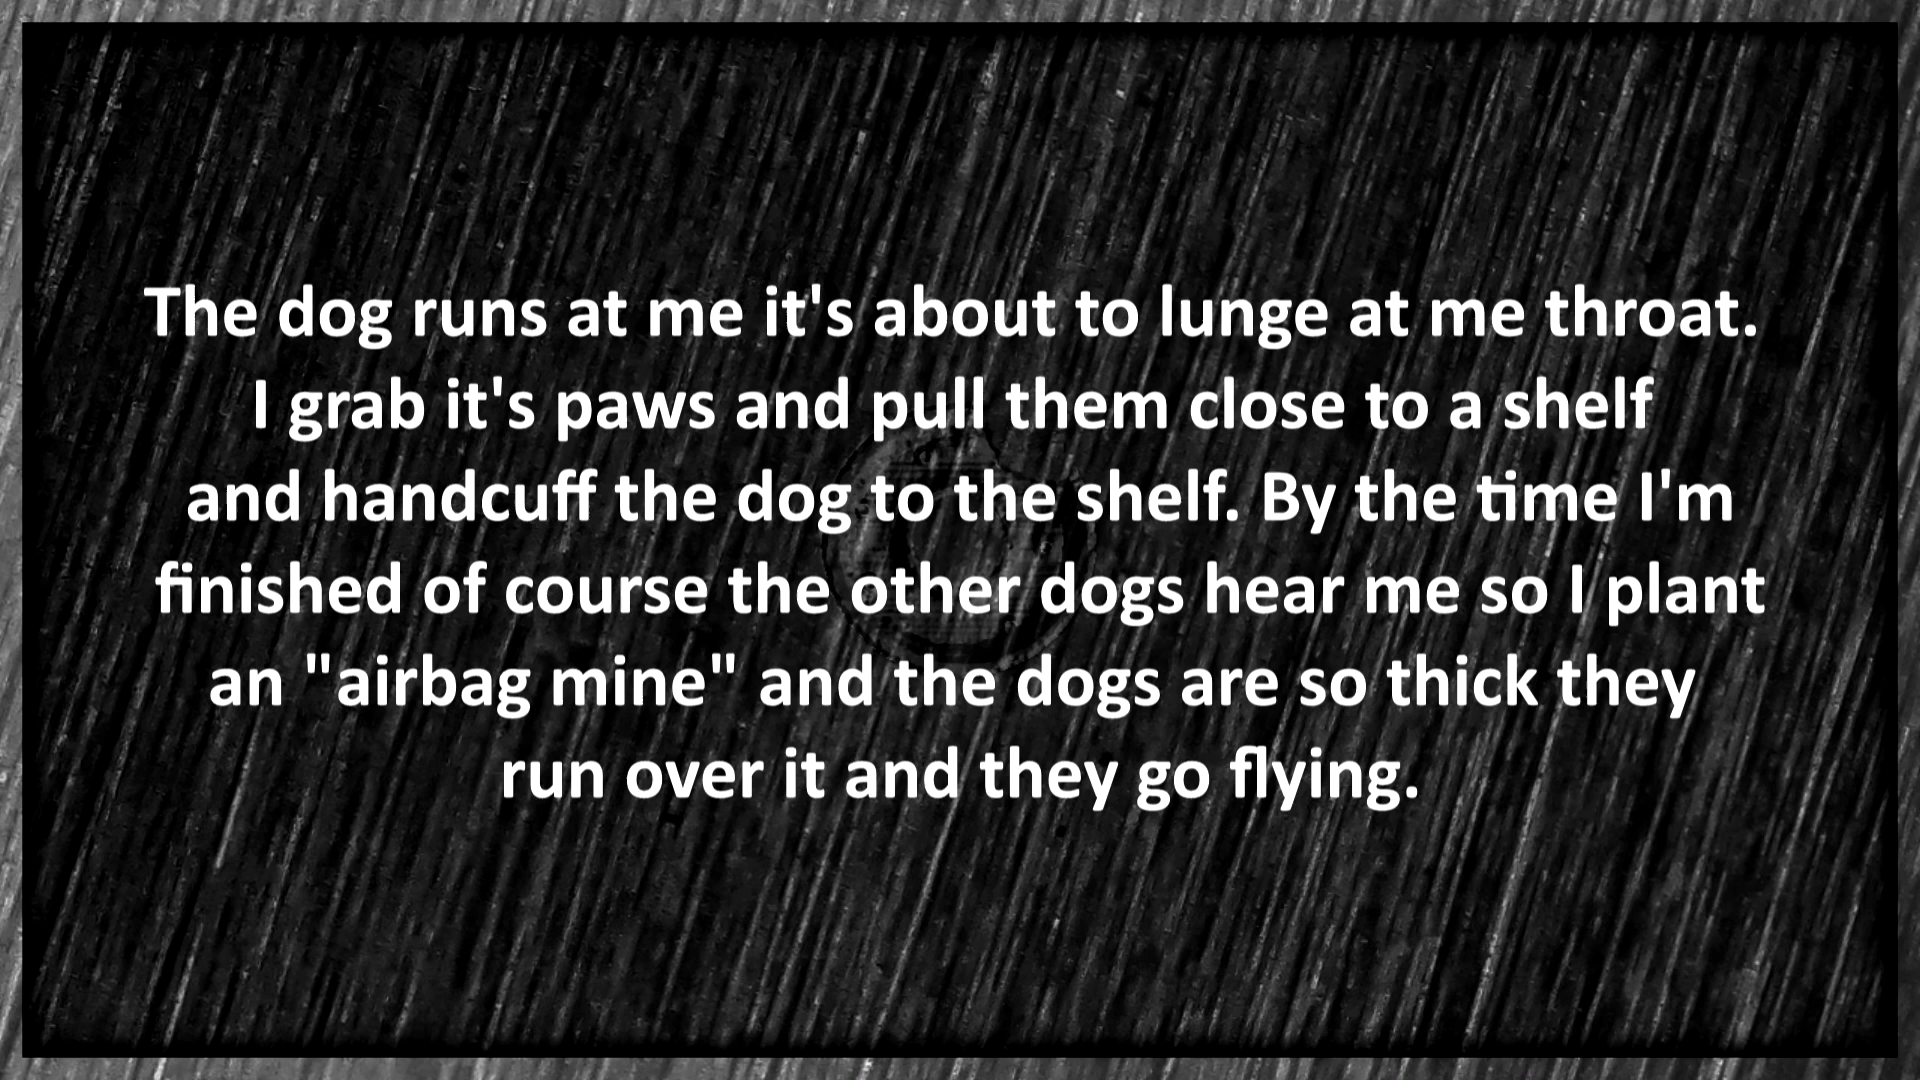 The dog runs at me it's about to lunge at me throat.
I grab it's paws and pull them close to a shelf
and handcuff the dog to the shelf. By the time I'm
finished of course the other dogs hear me so I plant
an "airbag mine" and the dogs are so thick they
run over it and they go flying.